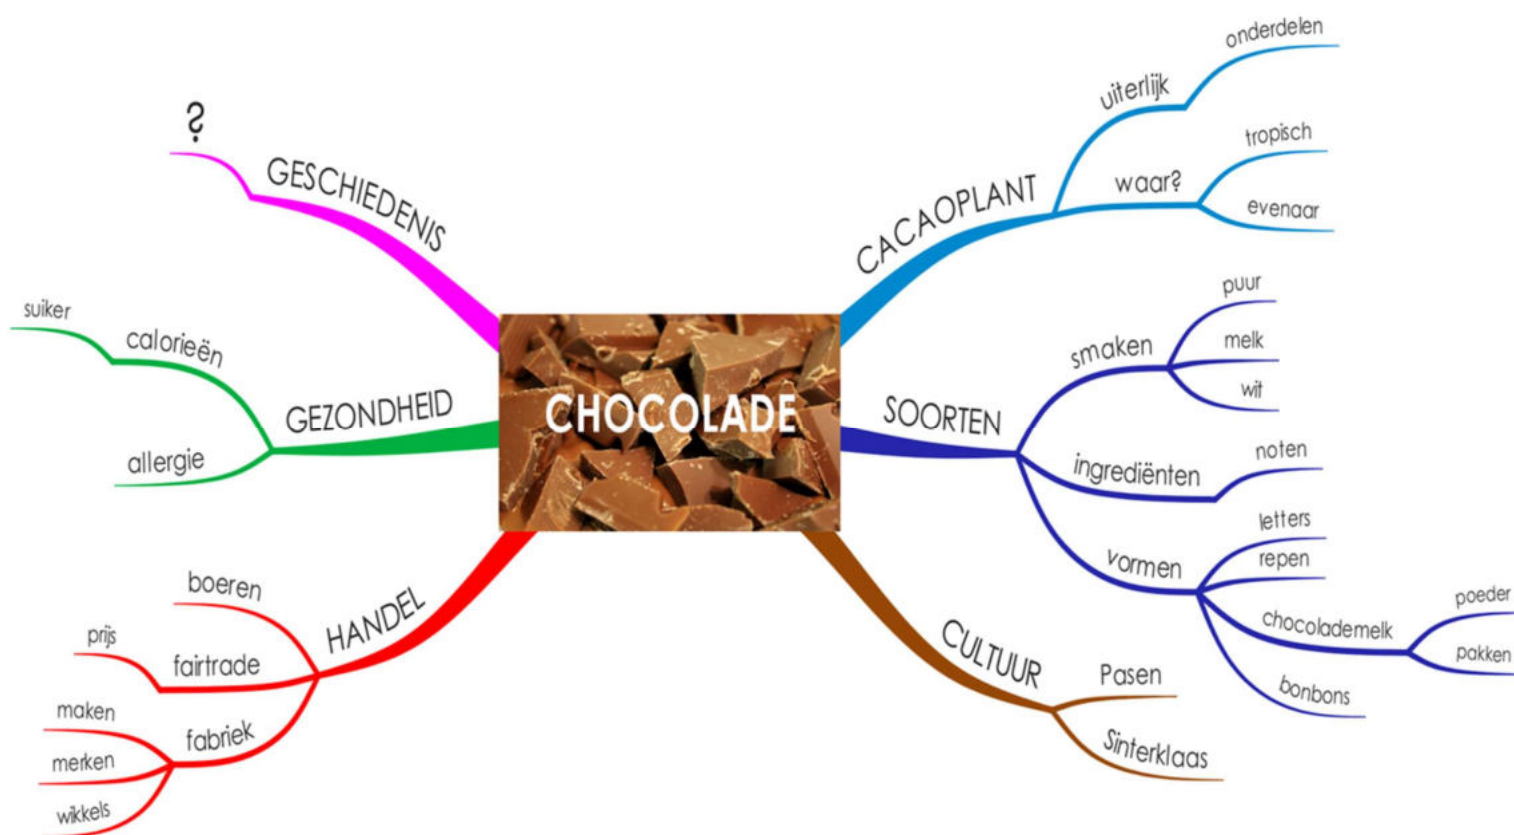 CHOCOLADE
CACAOPLANT
uiterlijk
onderdelen
waar?
tropisch
evenaar
SOORTEN
smaken
puur
melk
wit
ingrediënten
noten
vormen
letters
repen
chocolademelk
poeder
pakken
bonbons
CULTUUR
Pasen
Sinterklaas
HANDEL
boeren
fairtrade
prijs
fabriek
maken
merken
wikkels
GEZONDHEID
calorieën
suiker
allergie
GESCHIEDENIS
?